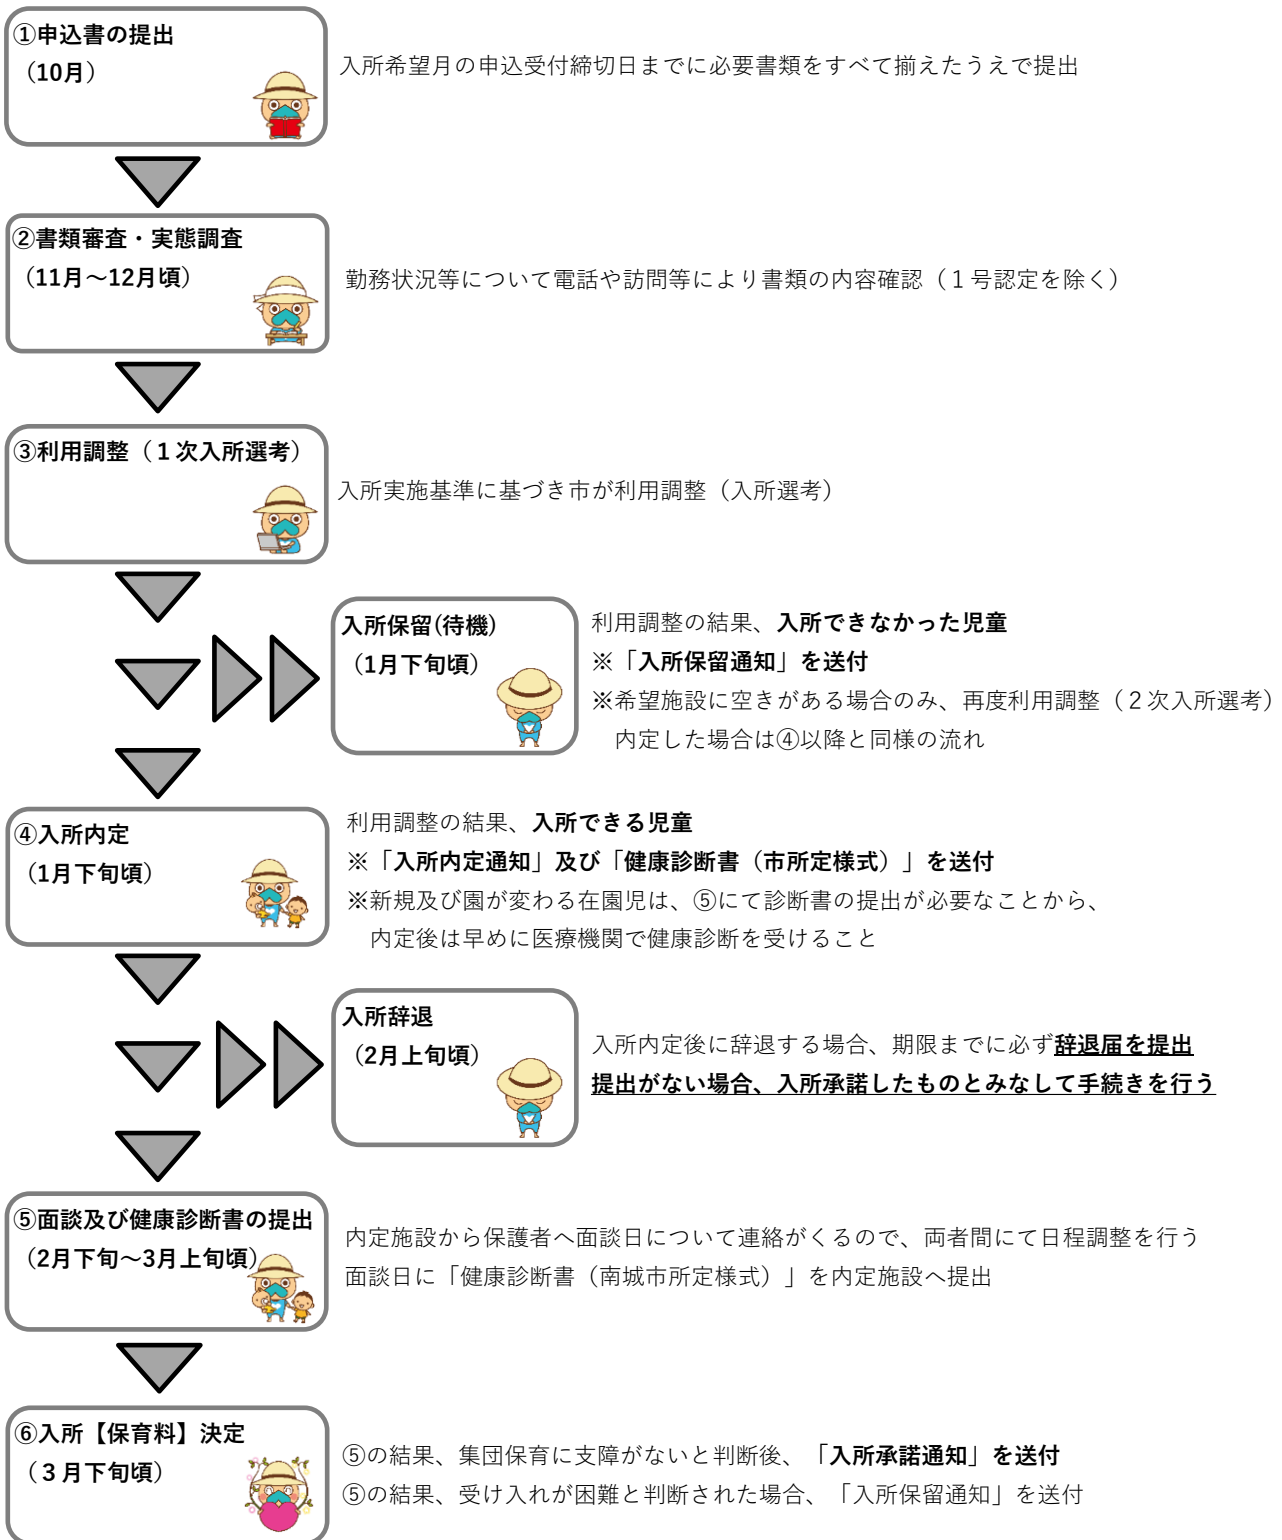 ①申込書の提出
（10月）
入所希望月の申込受付締切日までに必要書類をすべて揃えたうえで提出
②書類審査・実態調査
（11月～12月頃）
勤務状況等について電話や訪問等により書類の内容確認（１号認定を除く）
③利用調整（１次入所選考）
入所実施基準に基づき市が利用調整（入所選考）
入所保留(待機)
（1月下旬頃）
利用調整の結果、入所できなかった児童
※「入所保留通知」を送付
※希望施設に空きがある場合のみ、再度利用調整（２次入所選考）
内定した場合は④以降と同様の流れ
④入所内定
（1月下旬頃）
利用調整の結果、入所できる児童
※「入所内定通知」及び「健康診断書（市所定様式）」を送付
※新規及び園が変わる在園児は、⑤にて診断書の提出が必要なことから、
内定後は早めに医療機関で健康診断を受けること
入所辞退
（2月上旬頃）
入所内定後に辞退する場合、期限までに必ず辞退届を提出
提出がない場合、入所承諾したものとみなして手続きを行う
⑤面談及び健康診断書の提出
（2月下旬～3月上旬頃）
内定施設から保護者へ面談日について連絡がくるので、両者間にて日程調整を行う
面談日に「健康診断書（南城市所定様式）」を内定施設へ提出
⑥入所【保育料】決定
（３月下旬頃）
⑤の結果、集団保育に支障がないと判断後、「入所承諾通知」を送付
⑤の結果、受け入れが困難と判断された場合、「入所保留通知」を送付